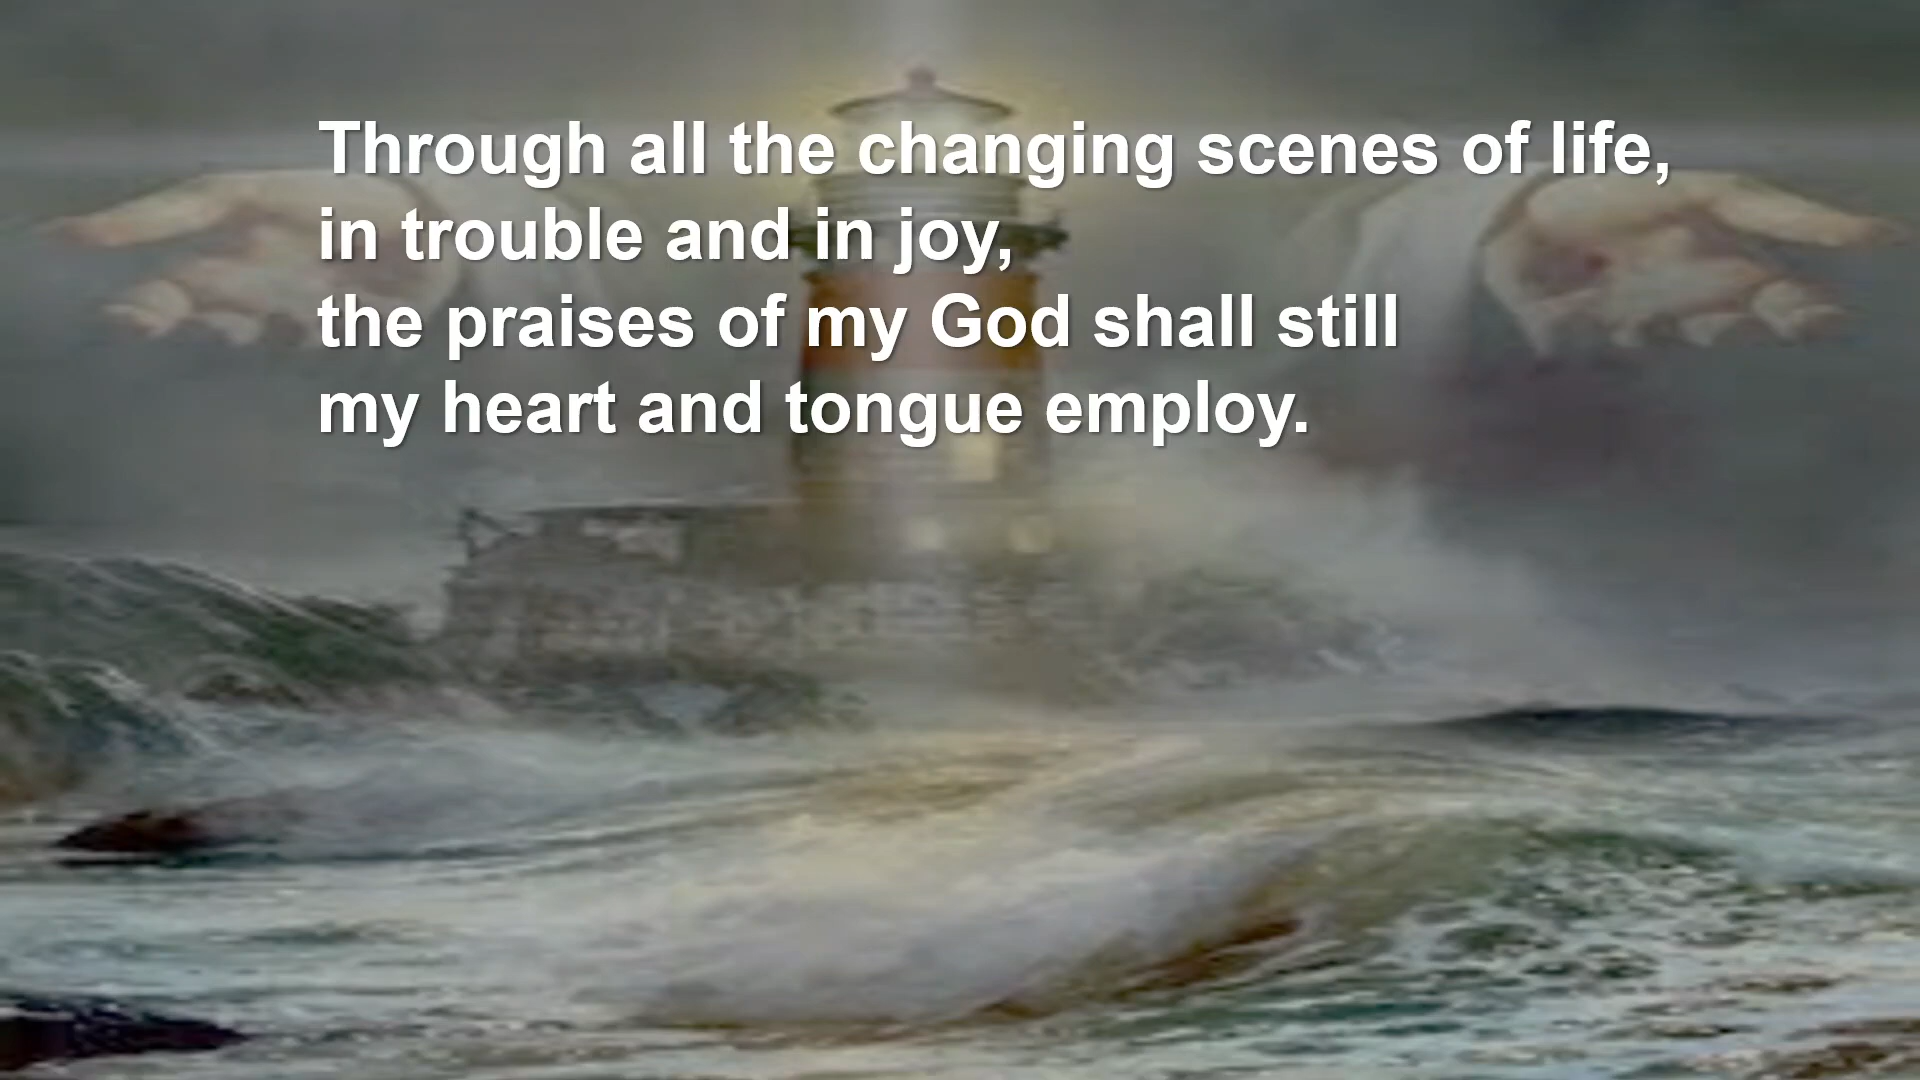 Through all the changing scenes of life,
in trouble and in joy,
the praises of my God shall still
my heart and tongue employ.